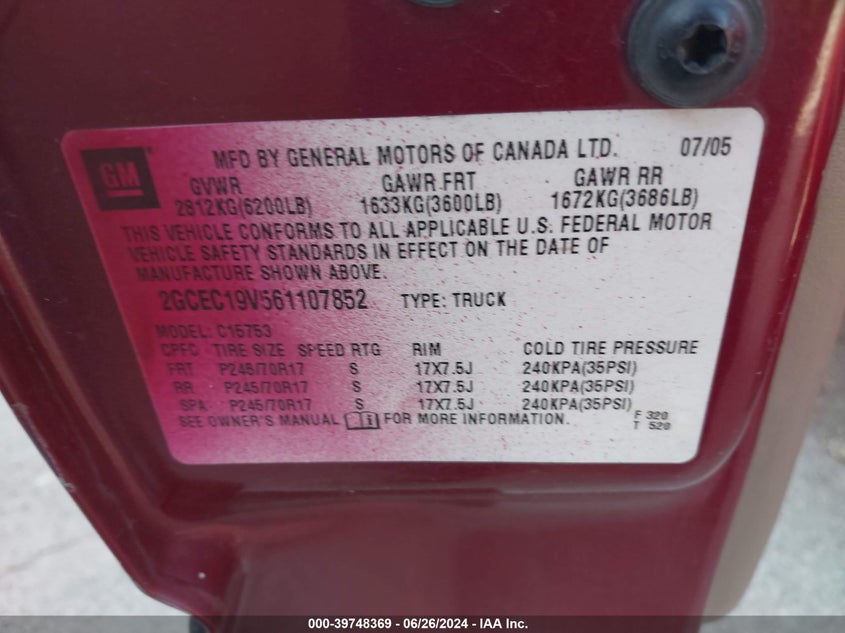 GM
MFD BY GENERAL MOTORS OF CANADA LTD. 07/05
GVWR GAWR FRT GAWR RR
2812KG(6200LB) 1633KG(3600LB) 1672KG(3686LB)
THIS VEHICLE CONFORMS TO ALL APPLICABLE U.S. FEDERAL MOTOR
VEHICLE SAFETY STANDARDS IN EFFECT ON THE DATE OF
MANUFACTURE SHOWN ABOVE.
2GCEC19V561107852 TYPE: TRUCK
MODEL: C15753
CPFC TIRE SIZE SPEED RTG RIM COLD TIRE PRESSURE
FRT P245/70R17 S 17X7.5J 240KPA(35PSI)
RR P245/70R17 S 17X7.5J 240KPA(35PSI)
SPA P245/70R17 S 17X7.5J 240KPA(35PSI)
SEE OWNER'S MANUAL FOR MORE INFORMATION. F 320
T 520
000-39748369 - 06/26/2024 - IAA Inc.